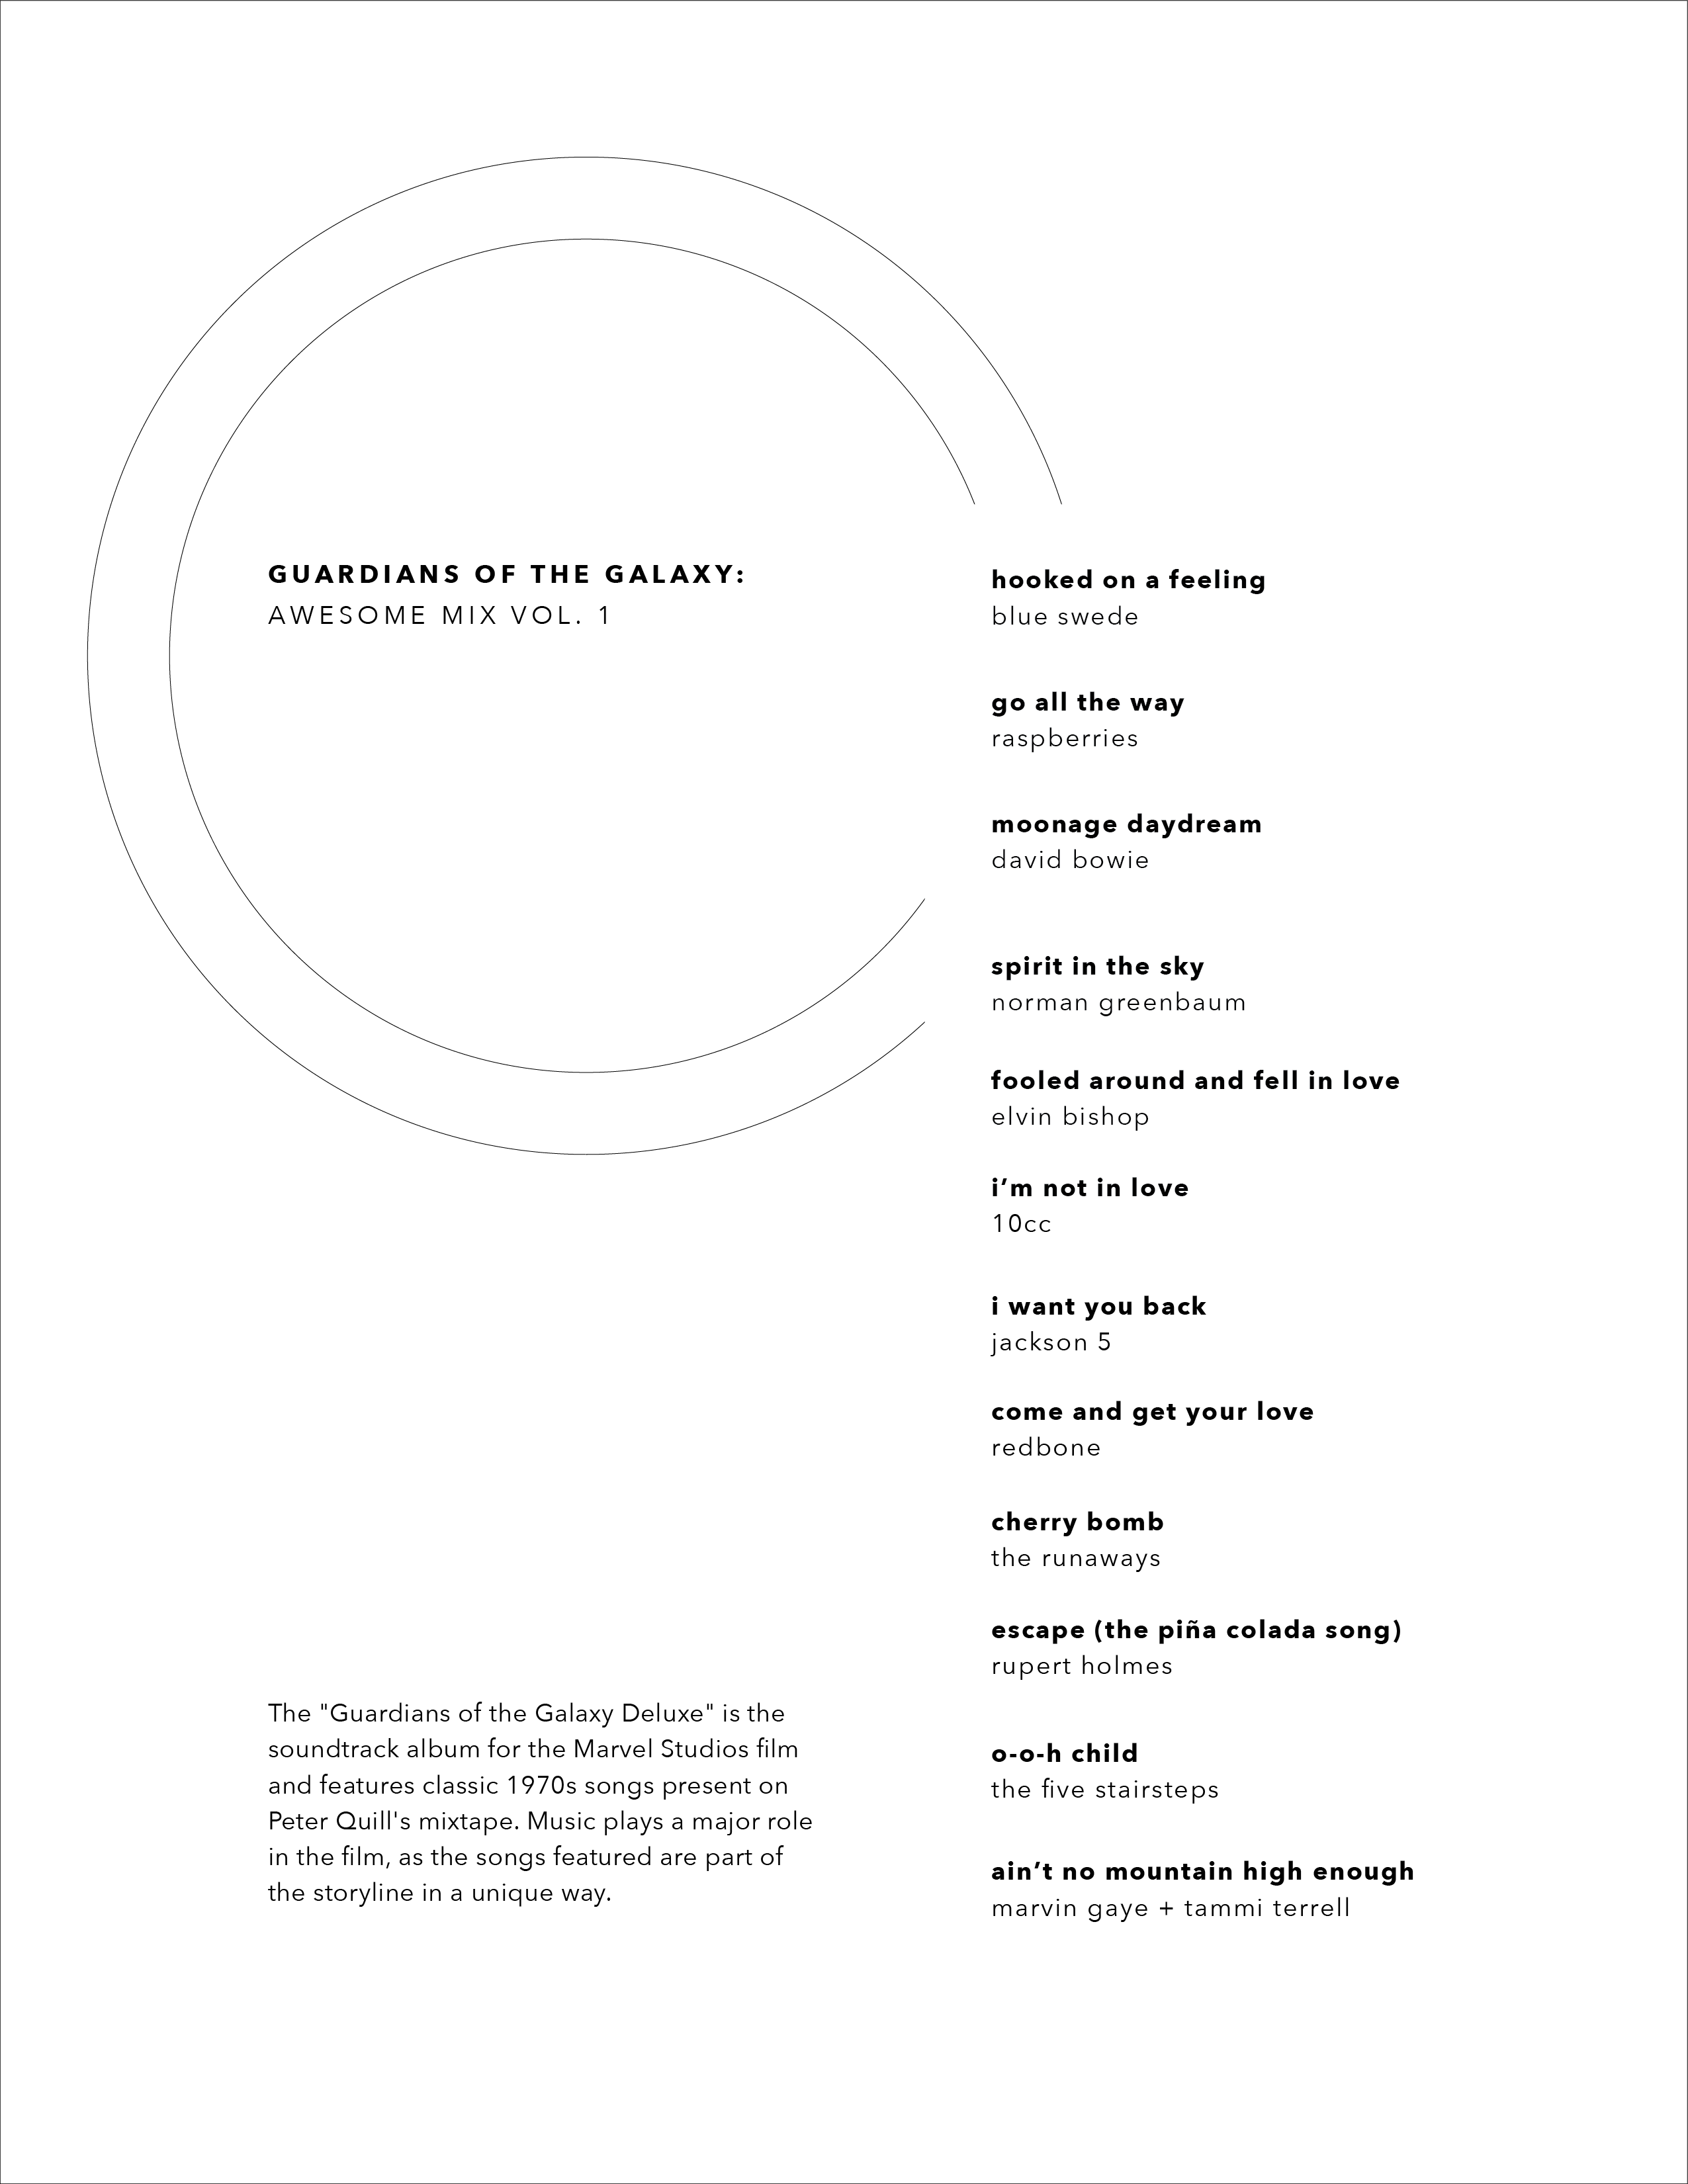 GUARDIANS OF THE GALAXY:
AWESOME MIX VOL. 1
hooked on a feeling
blue swede
go all the way
raspberries
moonage daydream
david bowie
spirit in the sky
norman greenbaum
fooled around and fell in love
elvin bishop
i’m not in love
10cc
i want you back
jackson 5
come and get your love
redbone
cherry bomb
the runaways
escape (the piña colada song)
rupert holmes
o-o-h child
the five stairsteps
ain’t no mountain high enough
marvin gaye + tammi terrell
The "Guardians of the Galaxy Deluxe" is the
soundtrack album for the Marvel Studios film
and features classic 1970s songs present on
Peter Quill's mixtape. Music plays a major role
in the film, as the songs featured are part of
the storyline in a unique way.